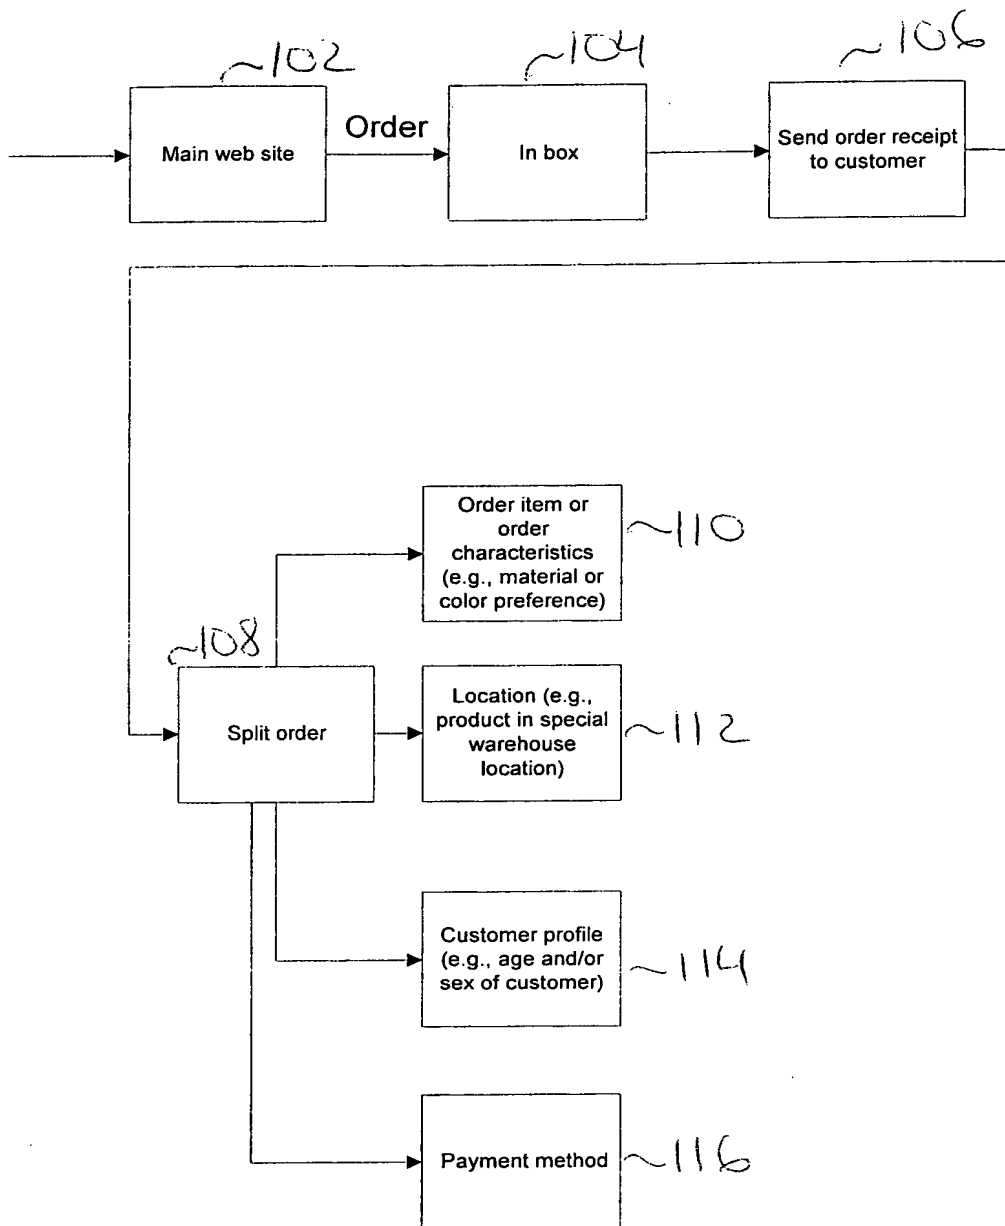 ~102
~104
~106
Main web site
Order
In box
Send order receipt
to customer
Order item or
order
characteristics
(e.g., material or
color preference)
~110
~108
Split order
Location (e.g.,
product in special
warehouse
location)
~112
Customer profile
(e.g., age and/or
sex of customer)
~114
Payment method
~116